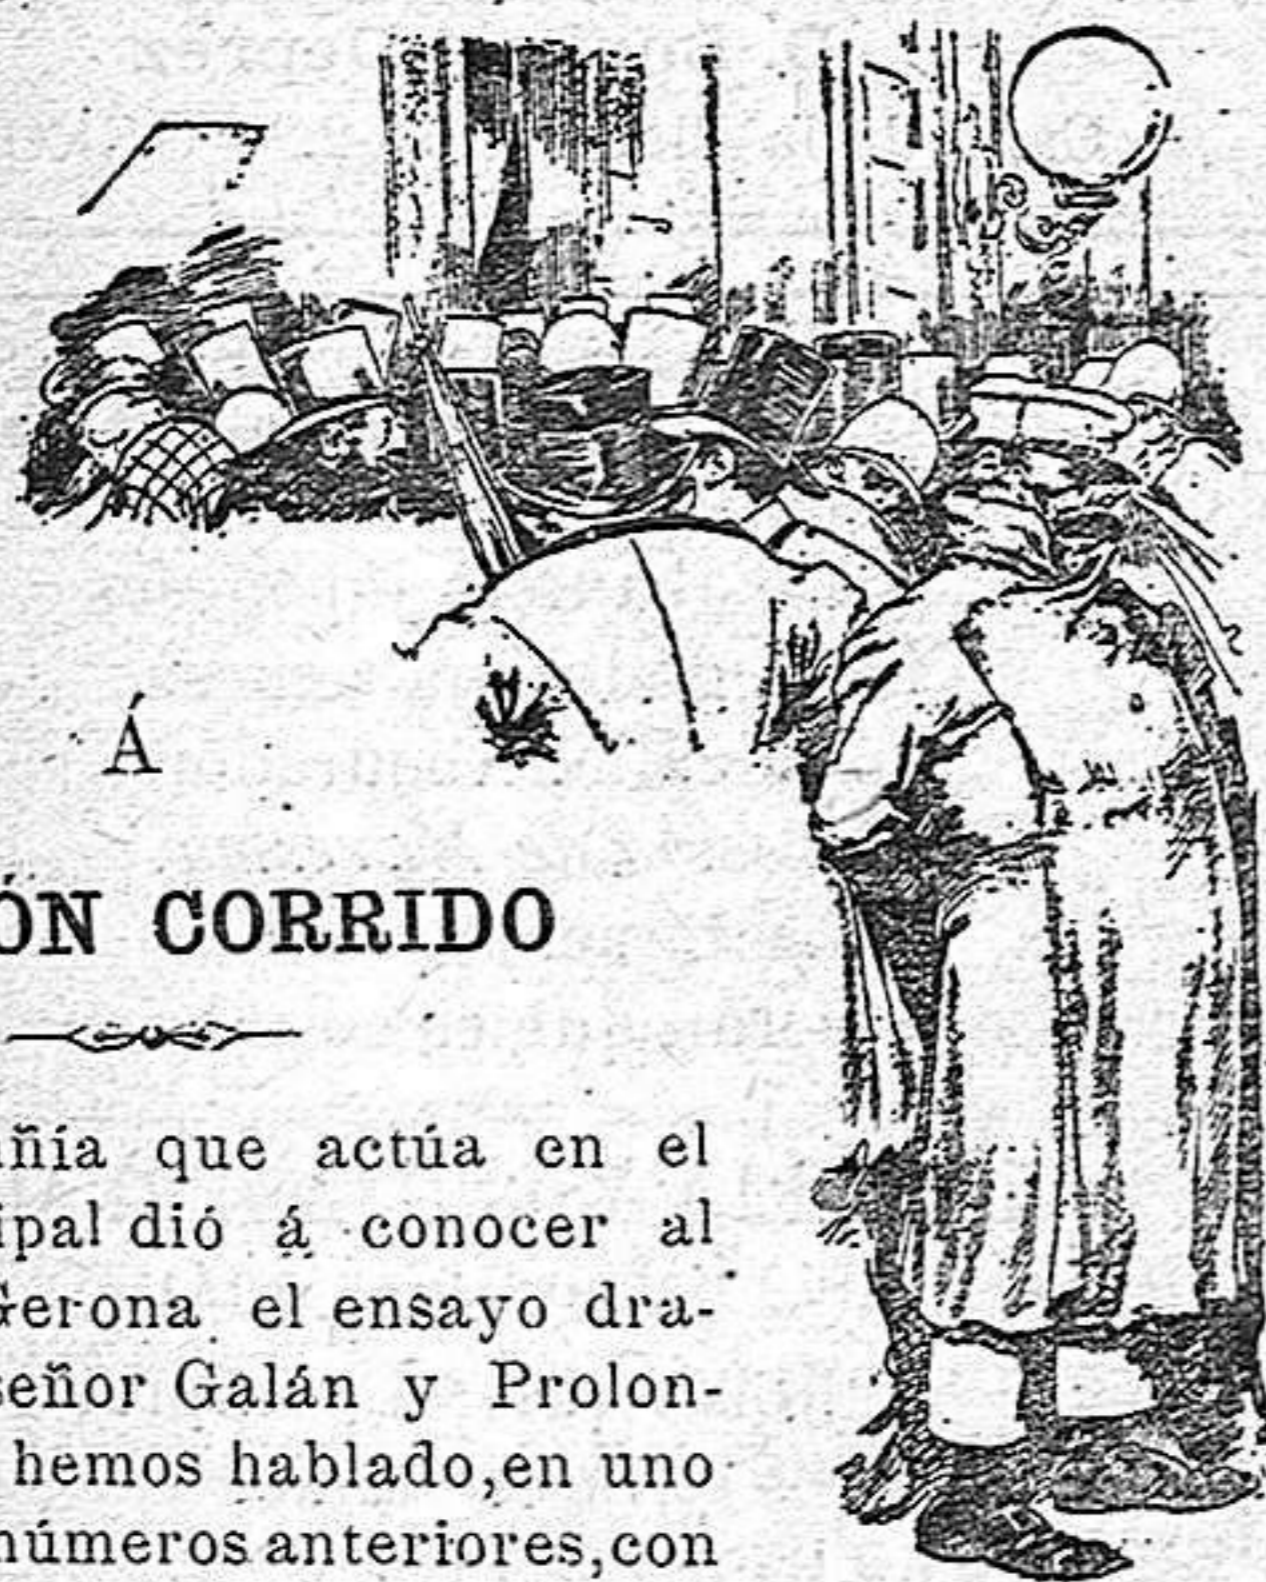 Á
ÓN CORRIDO
ñía que actúa en el
ipal dió á conocer al
Gerona el ensayo dra-
señor Galán y Prolon-
hemos hablado,en uno
números anteriores,con